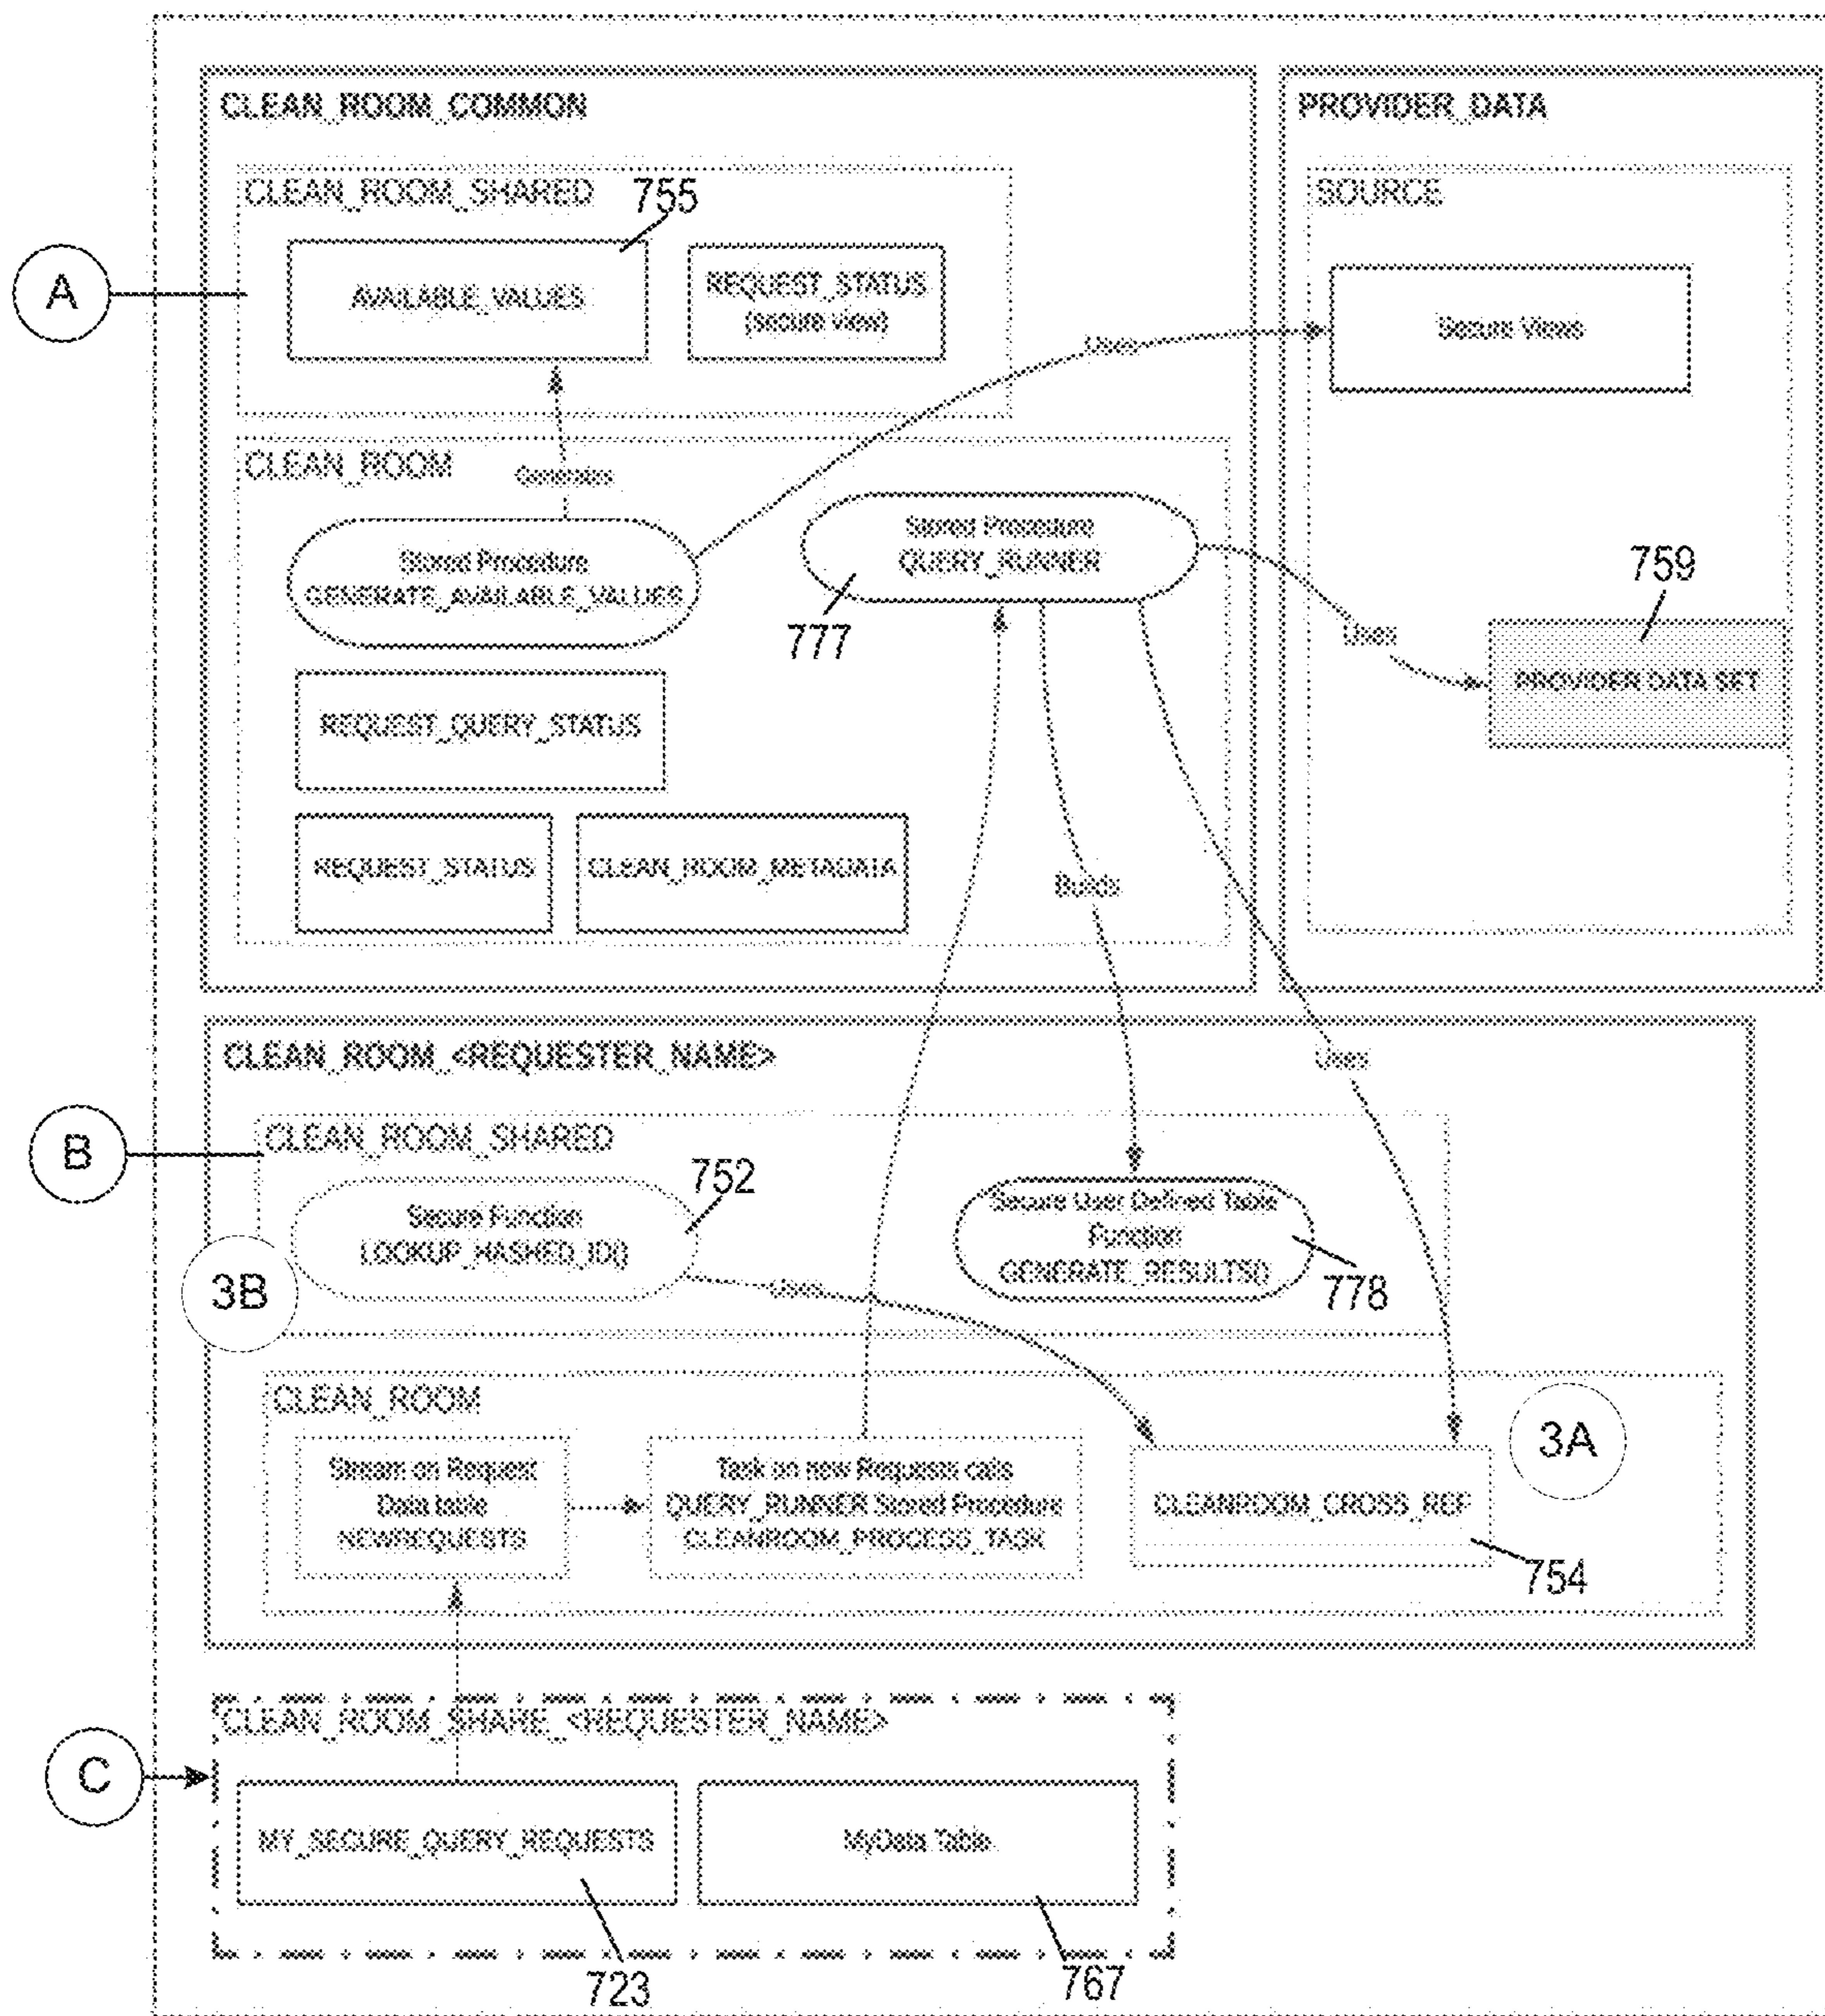 CLEAN_ROOM_COMMON
CLEAN_ROOM_SHARED
755
A
AVAILABLE_VALUES
REQUEST_STATUS
(secure view)
PROVIDER_DATA
SOURCE
Secure Views
Uses
CLEAN_ROOM
Generates
Stored Procedure
GENERATE_AVAILABLE_VALUES
Stored Procedure
QUERY_RUNNER
777
Uses
759
PROVIDER DATA SET
REQUEST_QUERY_STATUS
REQUEST_STATUS
CLEAN_ROOM_METADATA
Builds
CLEAN_ROOM_<REQUESTER_NAME>
Uses
B
CLEAN_ROOM_SHARED
752
Secure Function
LOOKUP_HASHED_ID()
3B
Uses
Secure User Defined Table
Function
GENERATE_RESULTS()
778
CLEAN_ROOM
Stream on Request
Data table
NEWREQUESTS
Task on new Requests calls
QUERY_RUNNER Stored Procedure
CLEANROOM_PROCESS_TASK
CLEANROOM_CROSS_REF
3A
754
CLEAN_ROOM_SHARE_<REQUESTER_NAME>
C
MY_SECURE_QUERY_REQUESTS
MyData Table
723
767